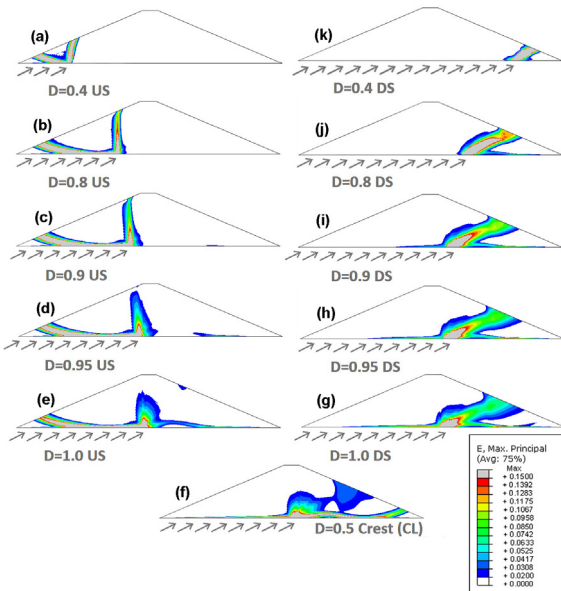 (a)
D=0.4 US
(b)
D=0.8 US
(c)
D=0.9 US
(d)
D=0.95 US
(e)
D=1.0 US
(f)
D=0.5 Crest (CL)
(k)
D=0.4 DS
(j)
D=0.8 DS
(i)
D=0.9 DS
(h)
D=0.95 DS
(g)
D=1.0 DS
E, Max. Principal
(Avg: 75%)
Max
+ 0.1500
+ 0.1392
+ 0.1283
+ 0.1175
+ 0.1067
+ 0.0958
+ 0.0850
+ 0.0742
+ 0.0633
+ 0.0525
+ 0.0417
+ 0.0308
+ 0.0200
+ 0.0000